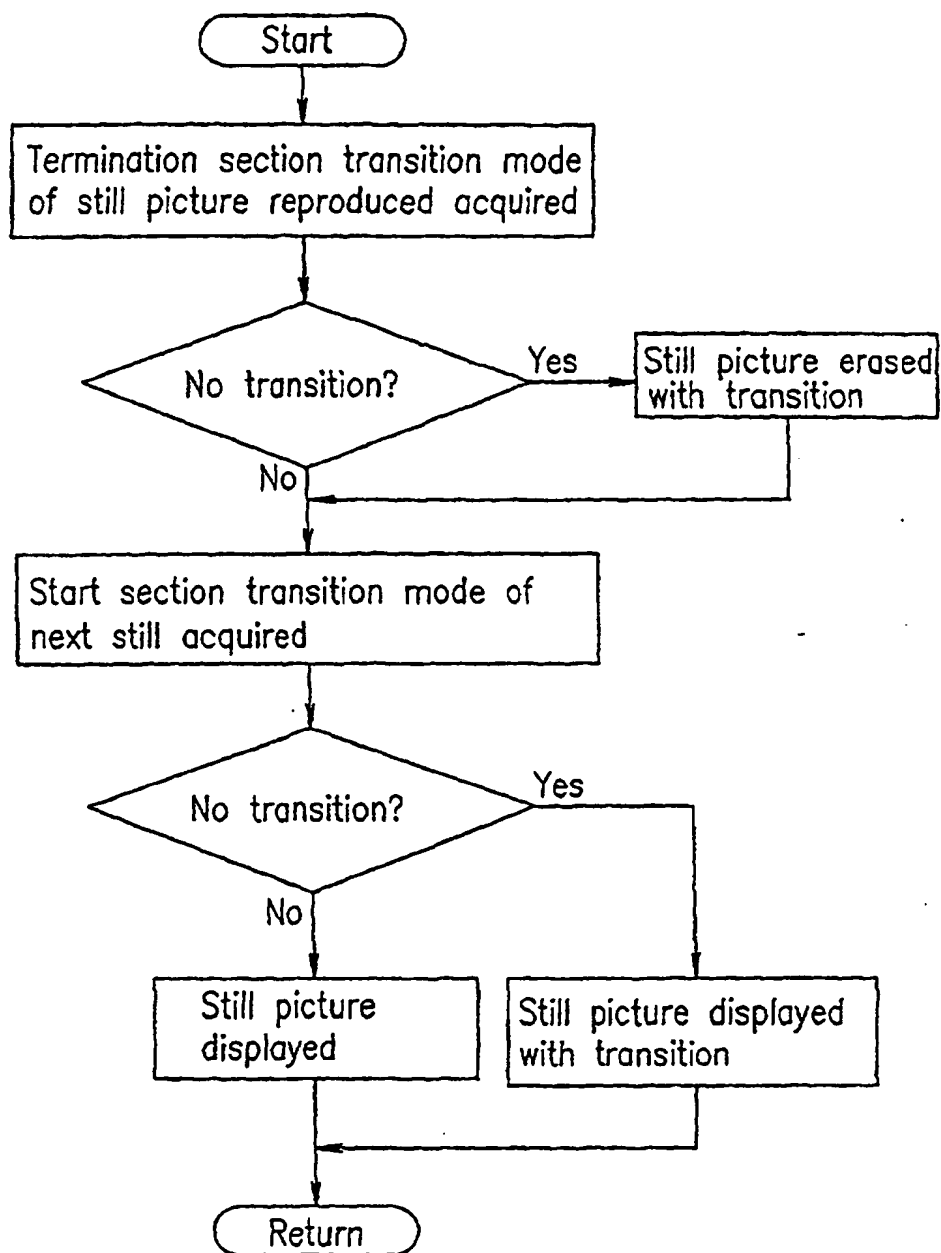 Start
Termination section transition mode
of still picture reproduced acquired
No transition?
Yes
Still picture erased
with transition
No
Start section transition mode of
next still acquired
No transition?
Yes
No
Still picture
displayed
Still picture displayed
with transition
Return